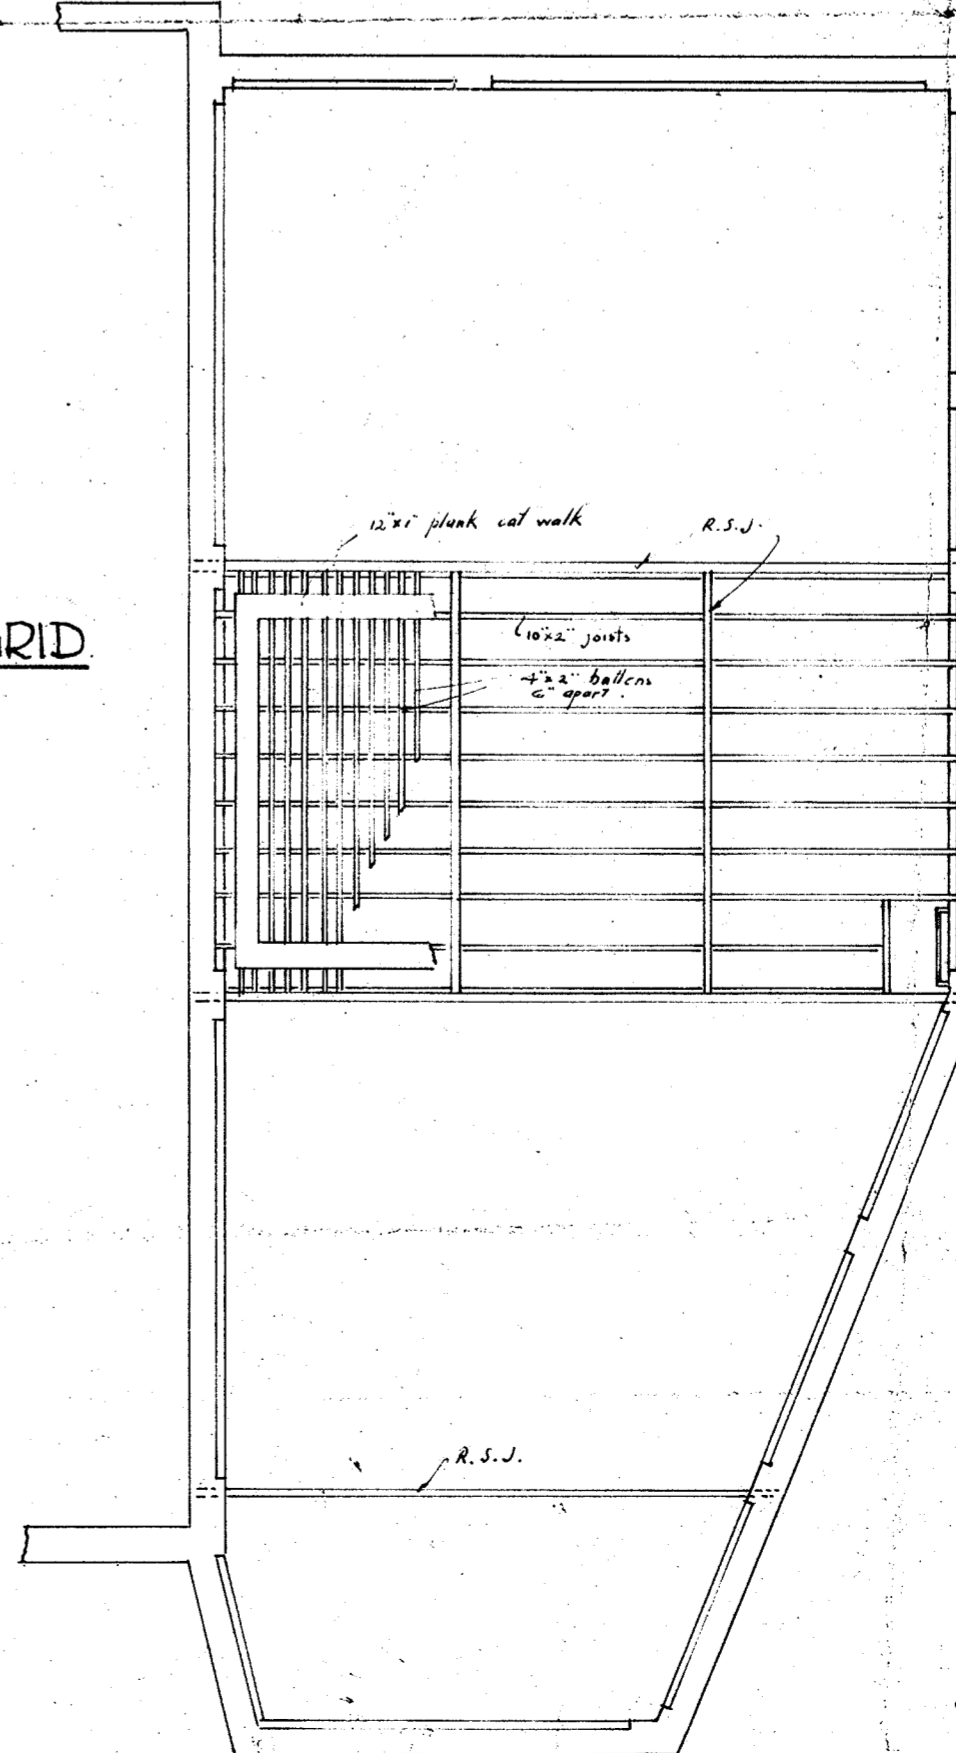 12"x1" plank cat walk
R.S.J.
RID.
10"x2" joists
4"x2" battens
6" apart.
R.S.J.